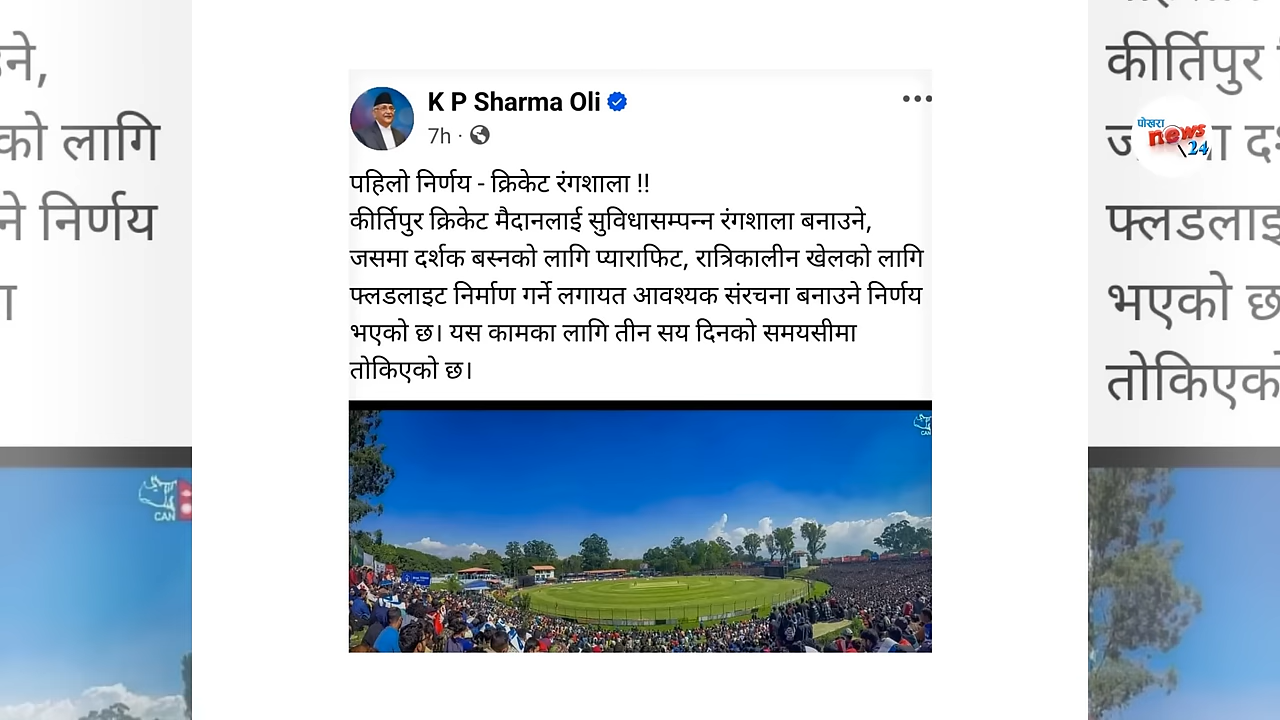 K P Sharma Oli
7h ·
पहिलो निर्णय - क्रिकेट रंगशाला !!
कीर्तिपुर क्रिकेट मैदानलाई सुविधासम्पन्न रंगशाला बनाउने,
जसमा दर्शक बस्नको लागि प्याराफिट, रात्रिकालीन खेलको लागि
फ्लडलाइट निर्माण गर्ने लगायत आवश्यक संरचना बनाउने निर्णय
भएको छ। यस कामका लागि तीन सय दिनको समयसीमा
तोकिएको छ।
CAN
को लागि
निर्णय
CAN
कीर्तिपुर
पोखरा
news
24
फ्लडलाइ
भएको छ
तोकिएक